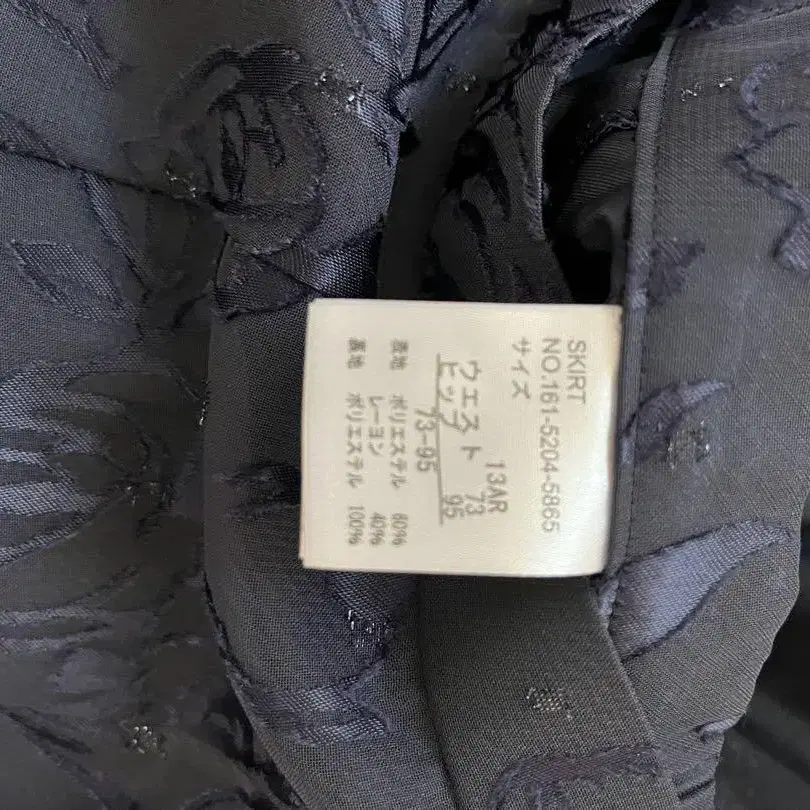 SKIRT
NO.161-5204-5865
サイズ 13AR
ウエスト 73
ヒップ 95
73-95
表地 ポリエステル 60%
レーヨン 40%
裏地 ポリエステル 100%